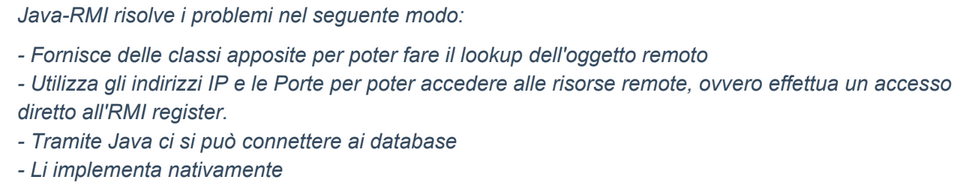 Java-RMI risolve i problemi nel seguente modo:
- Fornisce delle classi apposite per poter fare il lookup dell'oggetto remoto
- Utilizza gli indirizzi IP e le Porte per poter accedere alle risorse remote, ovvero effettua un accesso
diretto all'RMI register.
- Tramite Java ci si può connettere ai database
- Li implementa nativamente